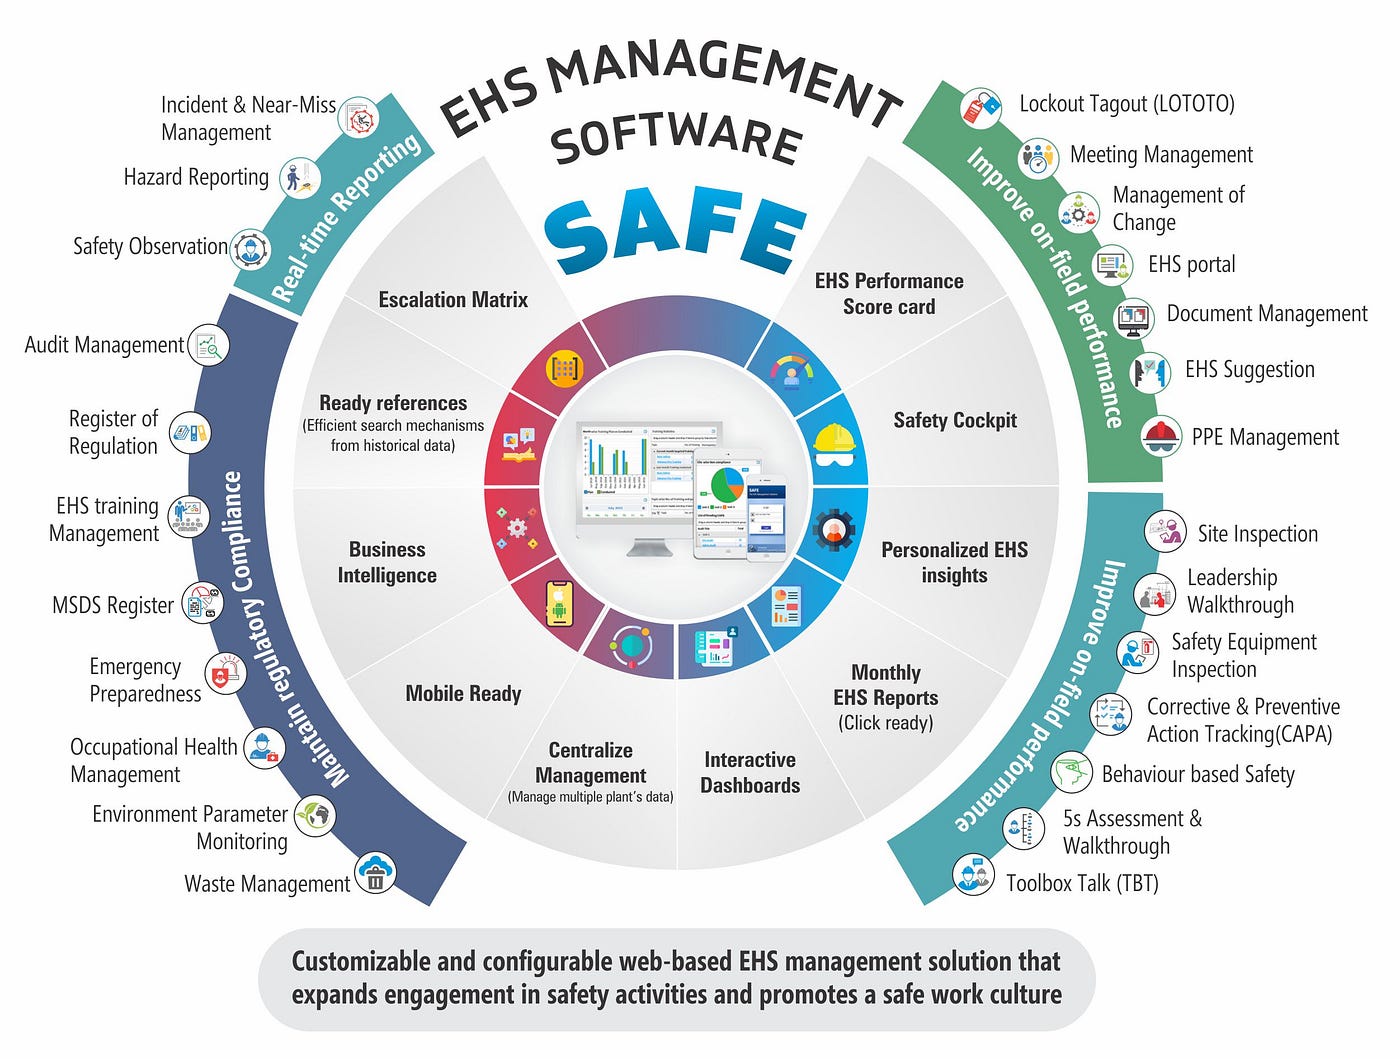 EHS MANAGEMENT
SOFTWARE
SAFE
Real-time Reporting
Incident & Near-Miss
Management
Hazard Reporting
Safety Observation
Maintain regulatory Compliance
Audit Management
Register of
Regulation
EHS training
Management
MSDS Register
Emergency
Preparedness
Occupational Health
Management
Environment Parameter
Monitoring
Waste Management
Escalation Matrix
Ready references
(Efficient search mechanisms
from historical data)
Business
Intelligence
Mobile Ready
Centralize
Management
(Manage multiple plant's data)
Interactive
Dashboards
Monthly
EHS Reports
(Click ready)
Personalized EHS
insights
Safety Cockpit
EHS Performance
Score card
SAFE
Improve on-field performance
Lockout Tagout (LOTOTO)
Meeting Management
Management of
Change
EHS portal
Document Management
EHS Suggestion
PPE Management
Improve on-field performance
Site Inspection
Leadership
Walkthrough
Safety Equipment
Inspection
Corrective & Preventive
Action Tracking(CAPA)
Behaviour based Safety
5s Assessment &
Walkthrough
Toolbox Talk (TBT)
Customizable and configurable web-based EHS management solution that
expands engagement in safety activities and promotes a safe work culture